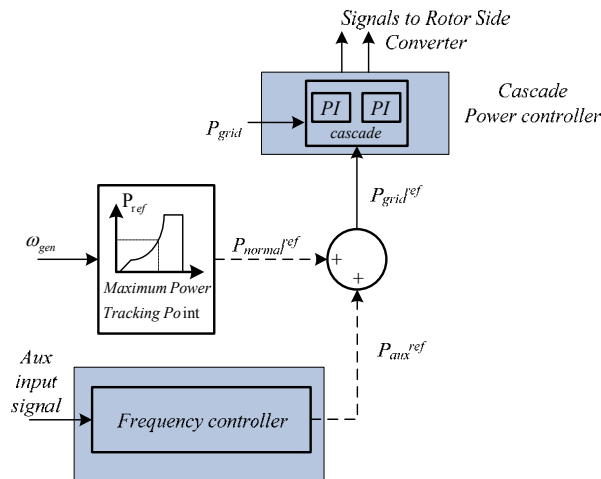 Signals to Rotor Side
Converter
PI PI
cascade
Cascade
Power controller
P_grid
P_grid^ref
P_ref
ω_gen
P_normal^ref
+
+
Maximum Power
Tracking Point
P_aux^ref
Aux
input
signal
Frequency controller